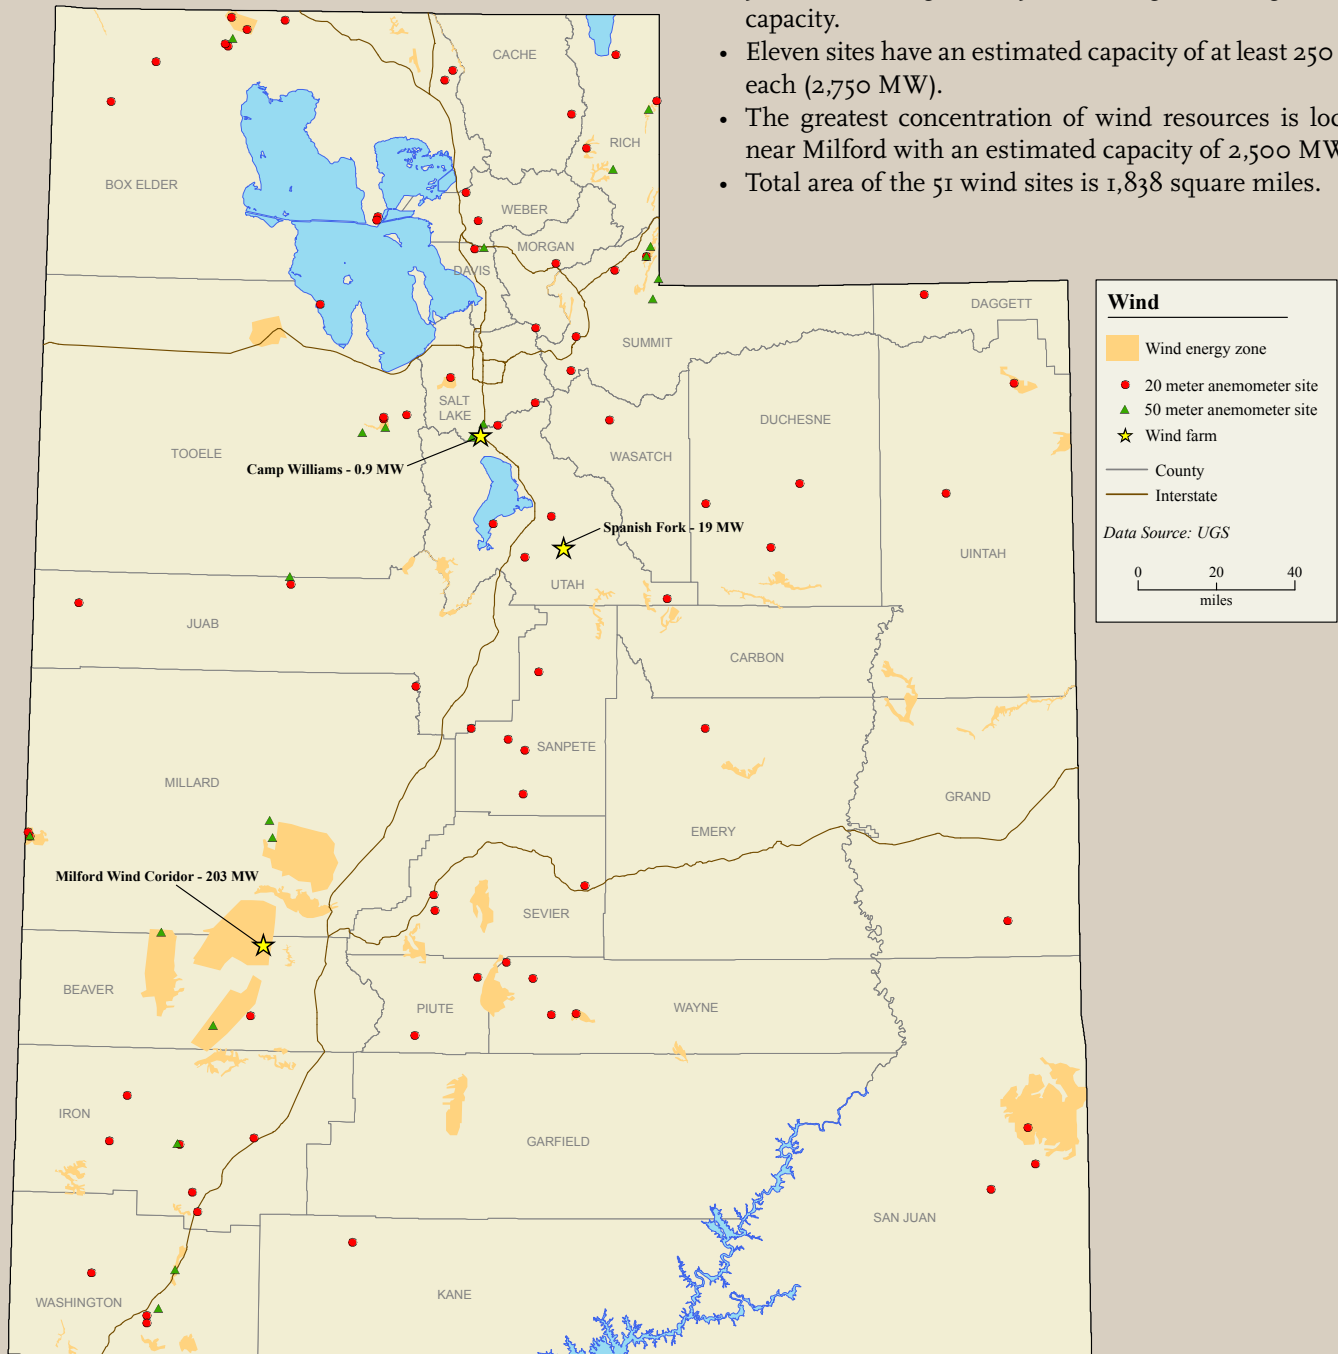 capacity.
• Eleven sites have an estimated capacity of at least 250
each (2,750 MW).
• The greatest concentration of wind resources is loc
near Milford with an estimated capacity of 2,500 MW
• Total area of the 51 wind sites is 1,838 square miles.
CACHE
RICH
BOX ELDER
WEBER
MORGAN
DAVIS
DAGGETT
SUMMIT
SALT
LAKE
DUCHESNE
TOOELE
WASATCH
Camp Williams - 0.9 MW
Spanish Fork - 19 MW
UINTAH
UTAH
JUAB
CARBON
SANPETE
MILLARD
GRAND
EMERY
Milford Wind Coridor - 203 MW
SEVIER
BEAVER
PIUTE
WAYNE
IRON
GARFIELD
SAN JUAN
KANE
WASHINGTON
Wind
Wind energy zone
20 meter anemometer site
50 meter anemometer site
Wind farm
County
Interstate
Data Source: UGS
0 20 40
miles